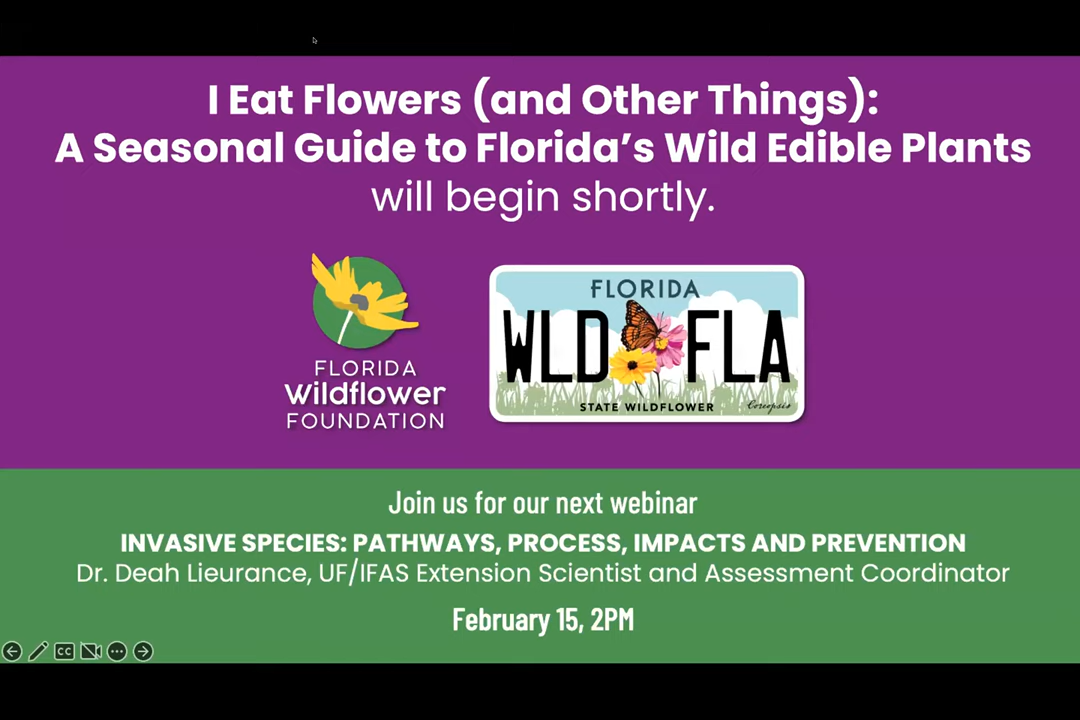 I Eat Flowers (and Other Things):
A Seasonal Guide to Florida's Wild Edible Plants
will begin shortly.
FLORIDA
Wildflower
FOUNDATION
FLORIDA
WLD FLA
STATE WILDFLOWER
Coreopsis
Join us for our next webinar
INVASIVE SPECIES: PATHWAYS, PROCESS, IMPACTS AND PREVENTION
Dr. Deah Lieurance, UF/IFAS Extension Scientist and Assessment Coordinator
February 15, 2PM
CC